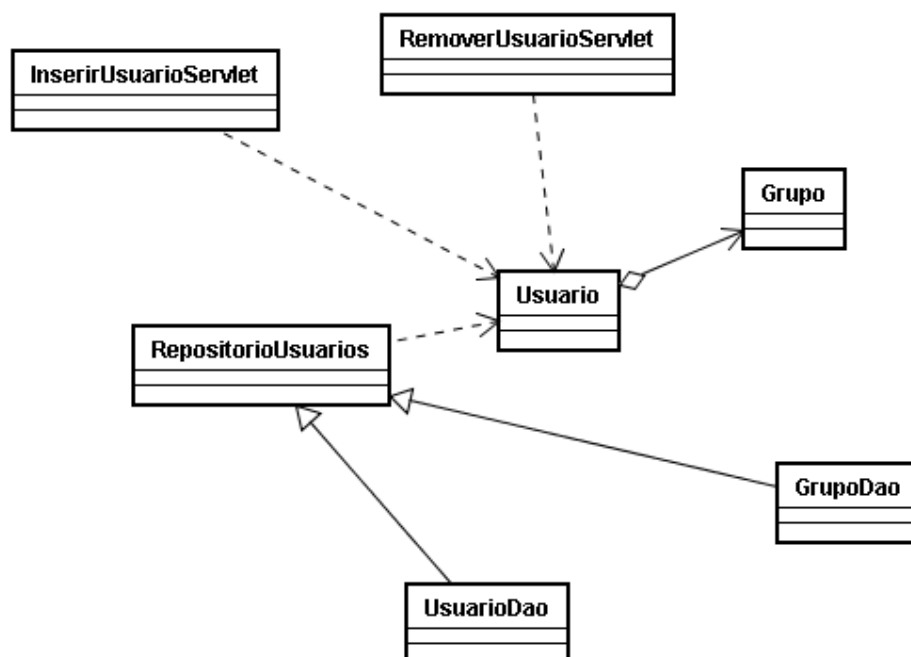 RemoverUsuarioServlet
InserirUsuarioServlet
Grupo
Usuario
RepositorioUsuarios
GrupoDao
UsuarioDao